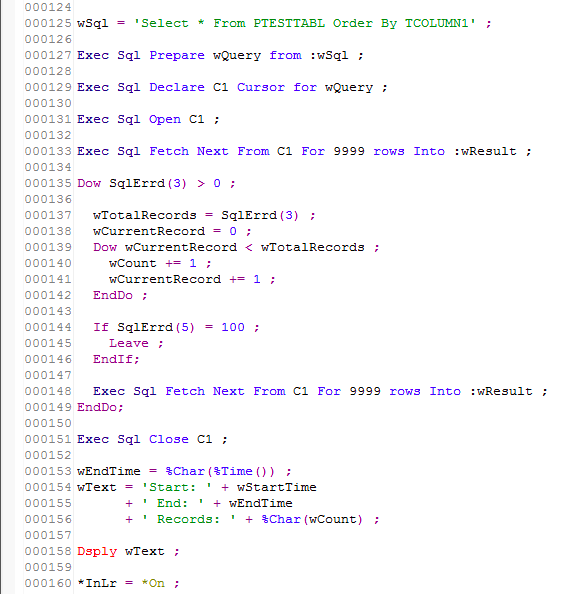 000124
000125 wSql = 'Select * From PTESTTABL Order By TCOLUMN1' ;
000126
000127 Exec Sql Prepare wQuery from :wSql ;
000128
000129 Exec Sql Declare C1 Cursor for wQuery ;
000130
000131 Exec Sql Open C1 ;
000132
000133 Exec Sql Fetch Next From C1 For 9999 rows Into :wResult ;
000134
000135 Dow SqlErrd(3) > 0 ;
000136
000137   wTotalRecords = SqlErrd(3) ;
000138   wCurrentRecord = 0 ;
000139   Dow wCurrentRecord < wTotalRecords ;
000140     wCount += 1 ;
000141     wCurrentRecord += 1 ;
000142   EndDo ;
000143
000144   If SqlErrd(5) = 100 ;
000145     Leave ;
000146   EndIf;
000147
000148   Exec Sql Fetch Next From C1 For 9999 rows Into :wResult ;
000149 EndDo;
000150
000151 Exec Sql Close C1 ;
000152
000153 wEndTime = %Char(%Time()) ;
000154 wText = 'Start: ' + wStartTime
000155       + ' End: ' + wEndTime
000156       + ' Records: ' + %Char(wCount) ;
000157
000158 Dsply wText ;
000159
000160 *InLr = *On ;